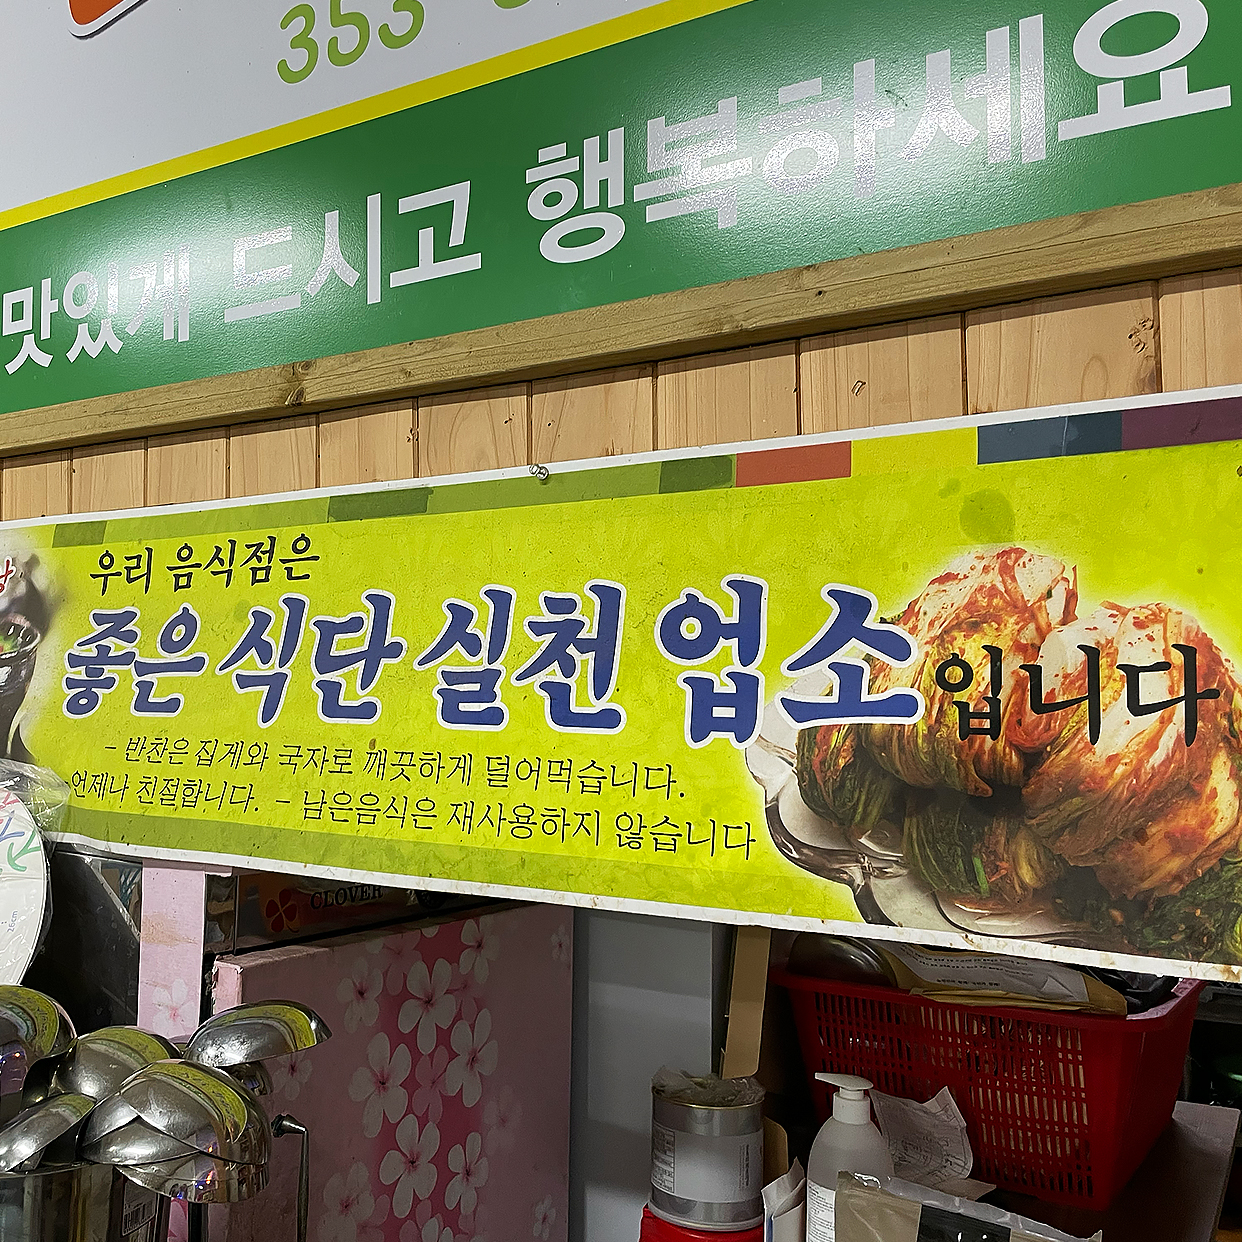 353
맛있게 드시고 행복하세요
우리 음식점은
좋은 식단 실천 업소입니다
- 반찬은 집게와 국자로 깨끗하게 덜어먹습니다.
언제나 친절합니다. - 남은음식은 재사용하지 않습니다
CLOVER